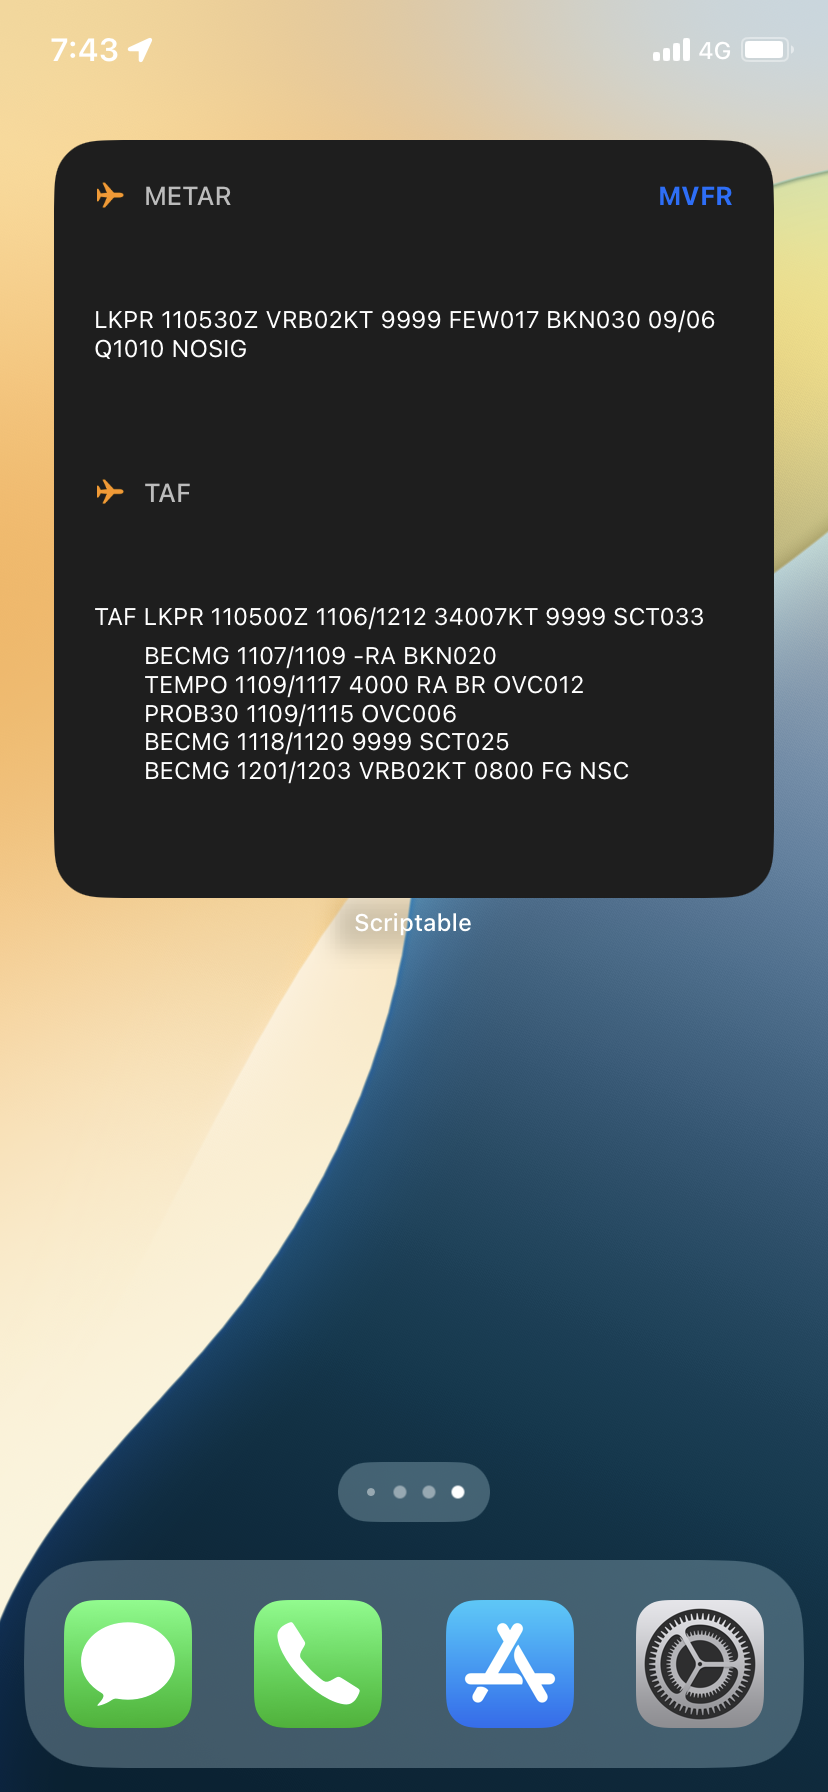 7:43
4G
METAR
MVFR
LKPR 110530Z VRB02KT 9999 FEW017 BKN030 09/06
Q1010 NOSIG
TAF
TAF LKPR 110500Z 1106/1212 34007KT 9999 SCT033
BECMG 1107/1109 -RA BKN020
TEMPO 1109/1117 4000 RA BR OVC012
PROB30 1109/1115 OVC006
BECMG 1118/1120 9999 SCT025
BECMG 1201/1203 VRB02KT 0800 FG NSC
Scriptable